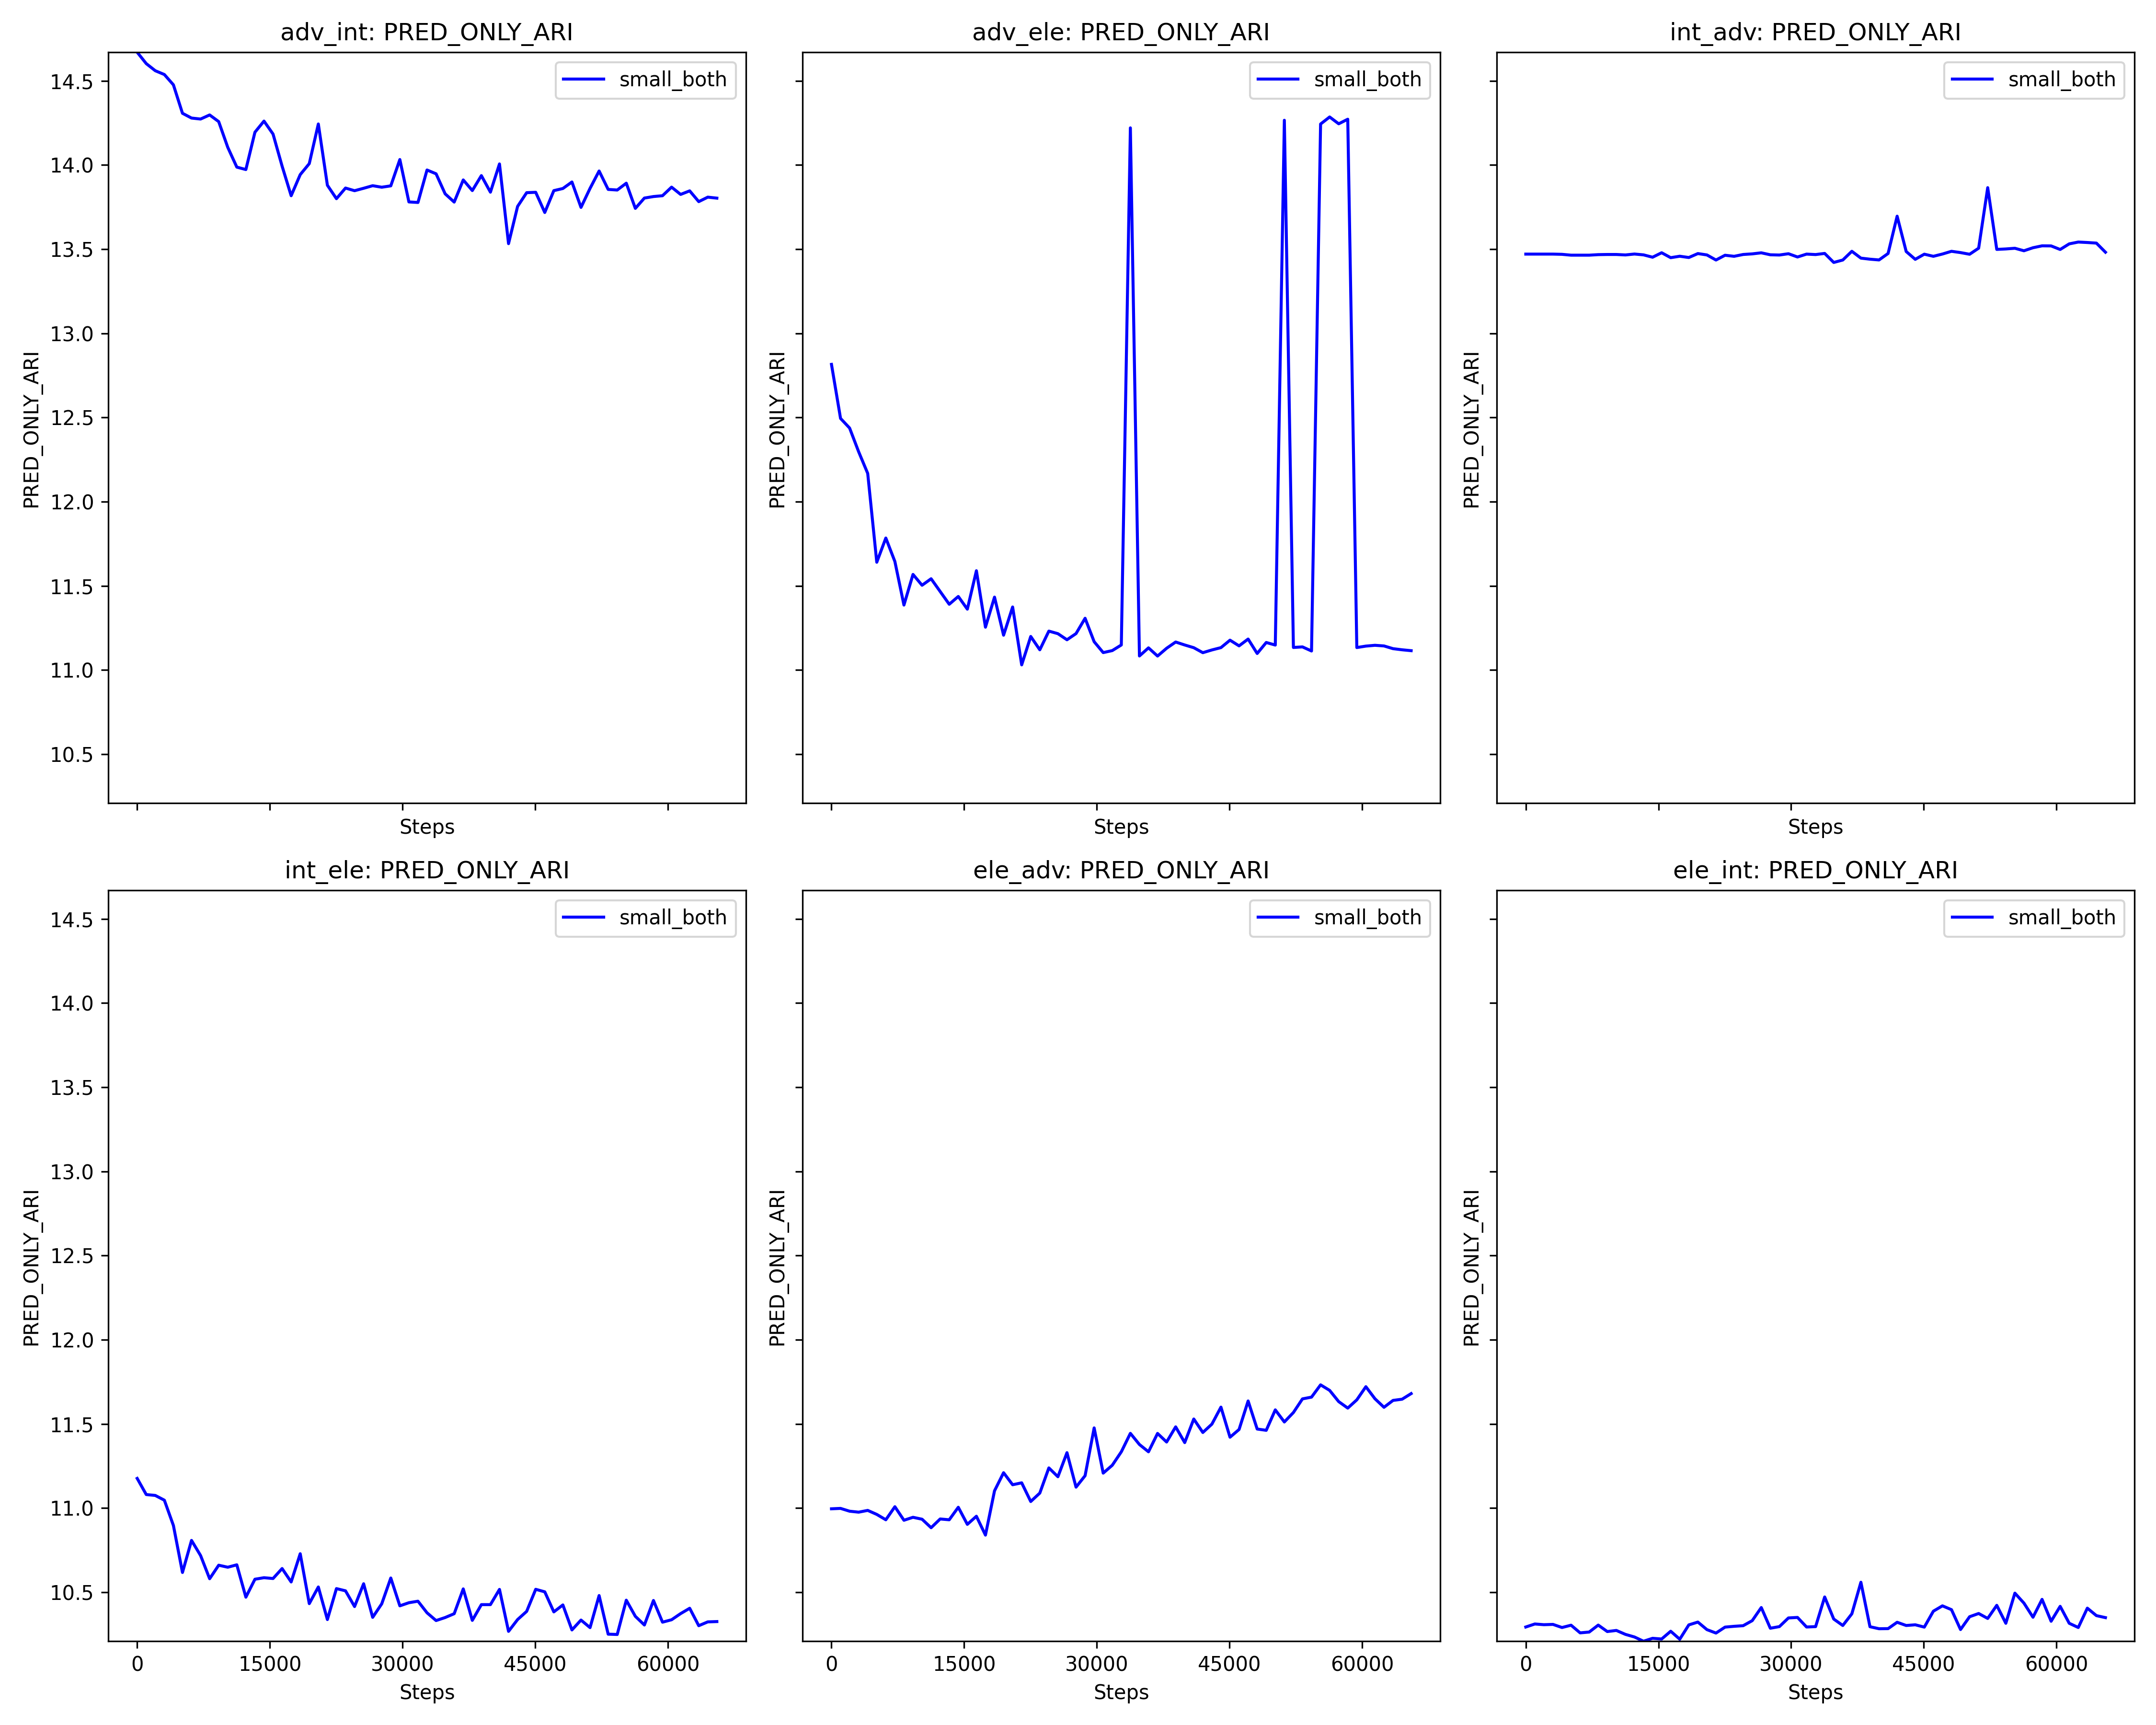 adv_int: PRED_ONLY_ARI
small_both
14.5
14.0
13.5
13.0
12.5
12.0
11.5
11.0
10.5
PRED_ONLY_ARI
Steps
adv_ele: PRED_ONLY_ARI
small_both
PRED_ONLY_ARI
Steps
int_adv: PRED_ONLY_ARI
small_both
PRED_ONLY_ARI
Steps
int_ele: PRED_ONLY_ARI
small_both
14.5
14.0
13.5
13.0
12.5
12.0
11.5
11.0
10.5
PRED_ONLY_ARI
0 15000 30000 45000 60000
Steps
ele_adv: PRED_ONLY_ARI
small_both
PRED_ONLY_ARI
0 15000 30000 45000 60000
Steps
ele_int: PRED_ONLY_ARI
small_both
PRED_ONLY_ARI
0 15000 30000 45000 60000
Steps